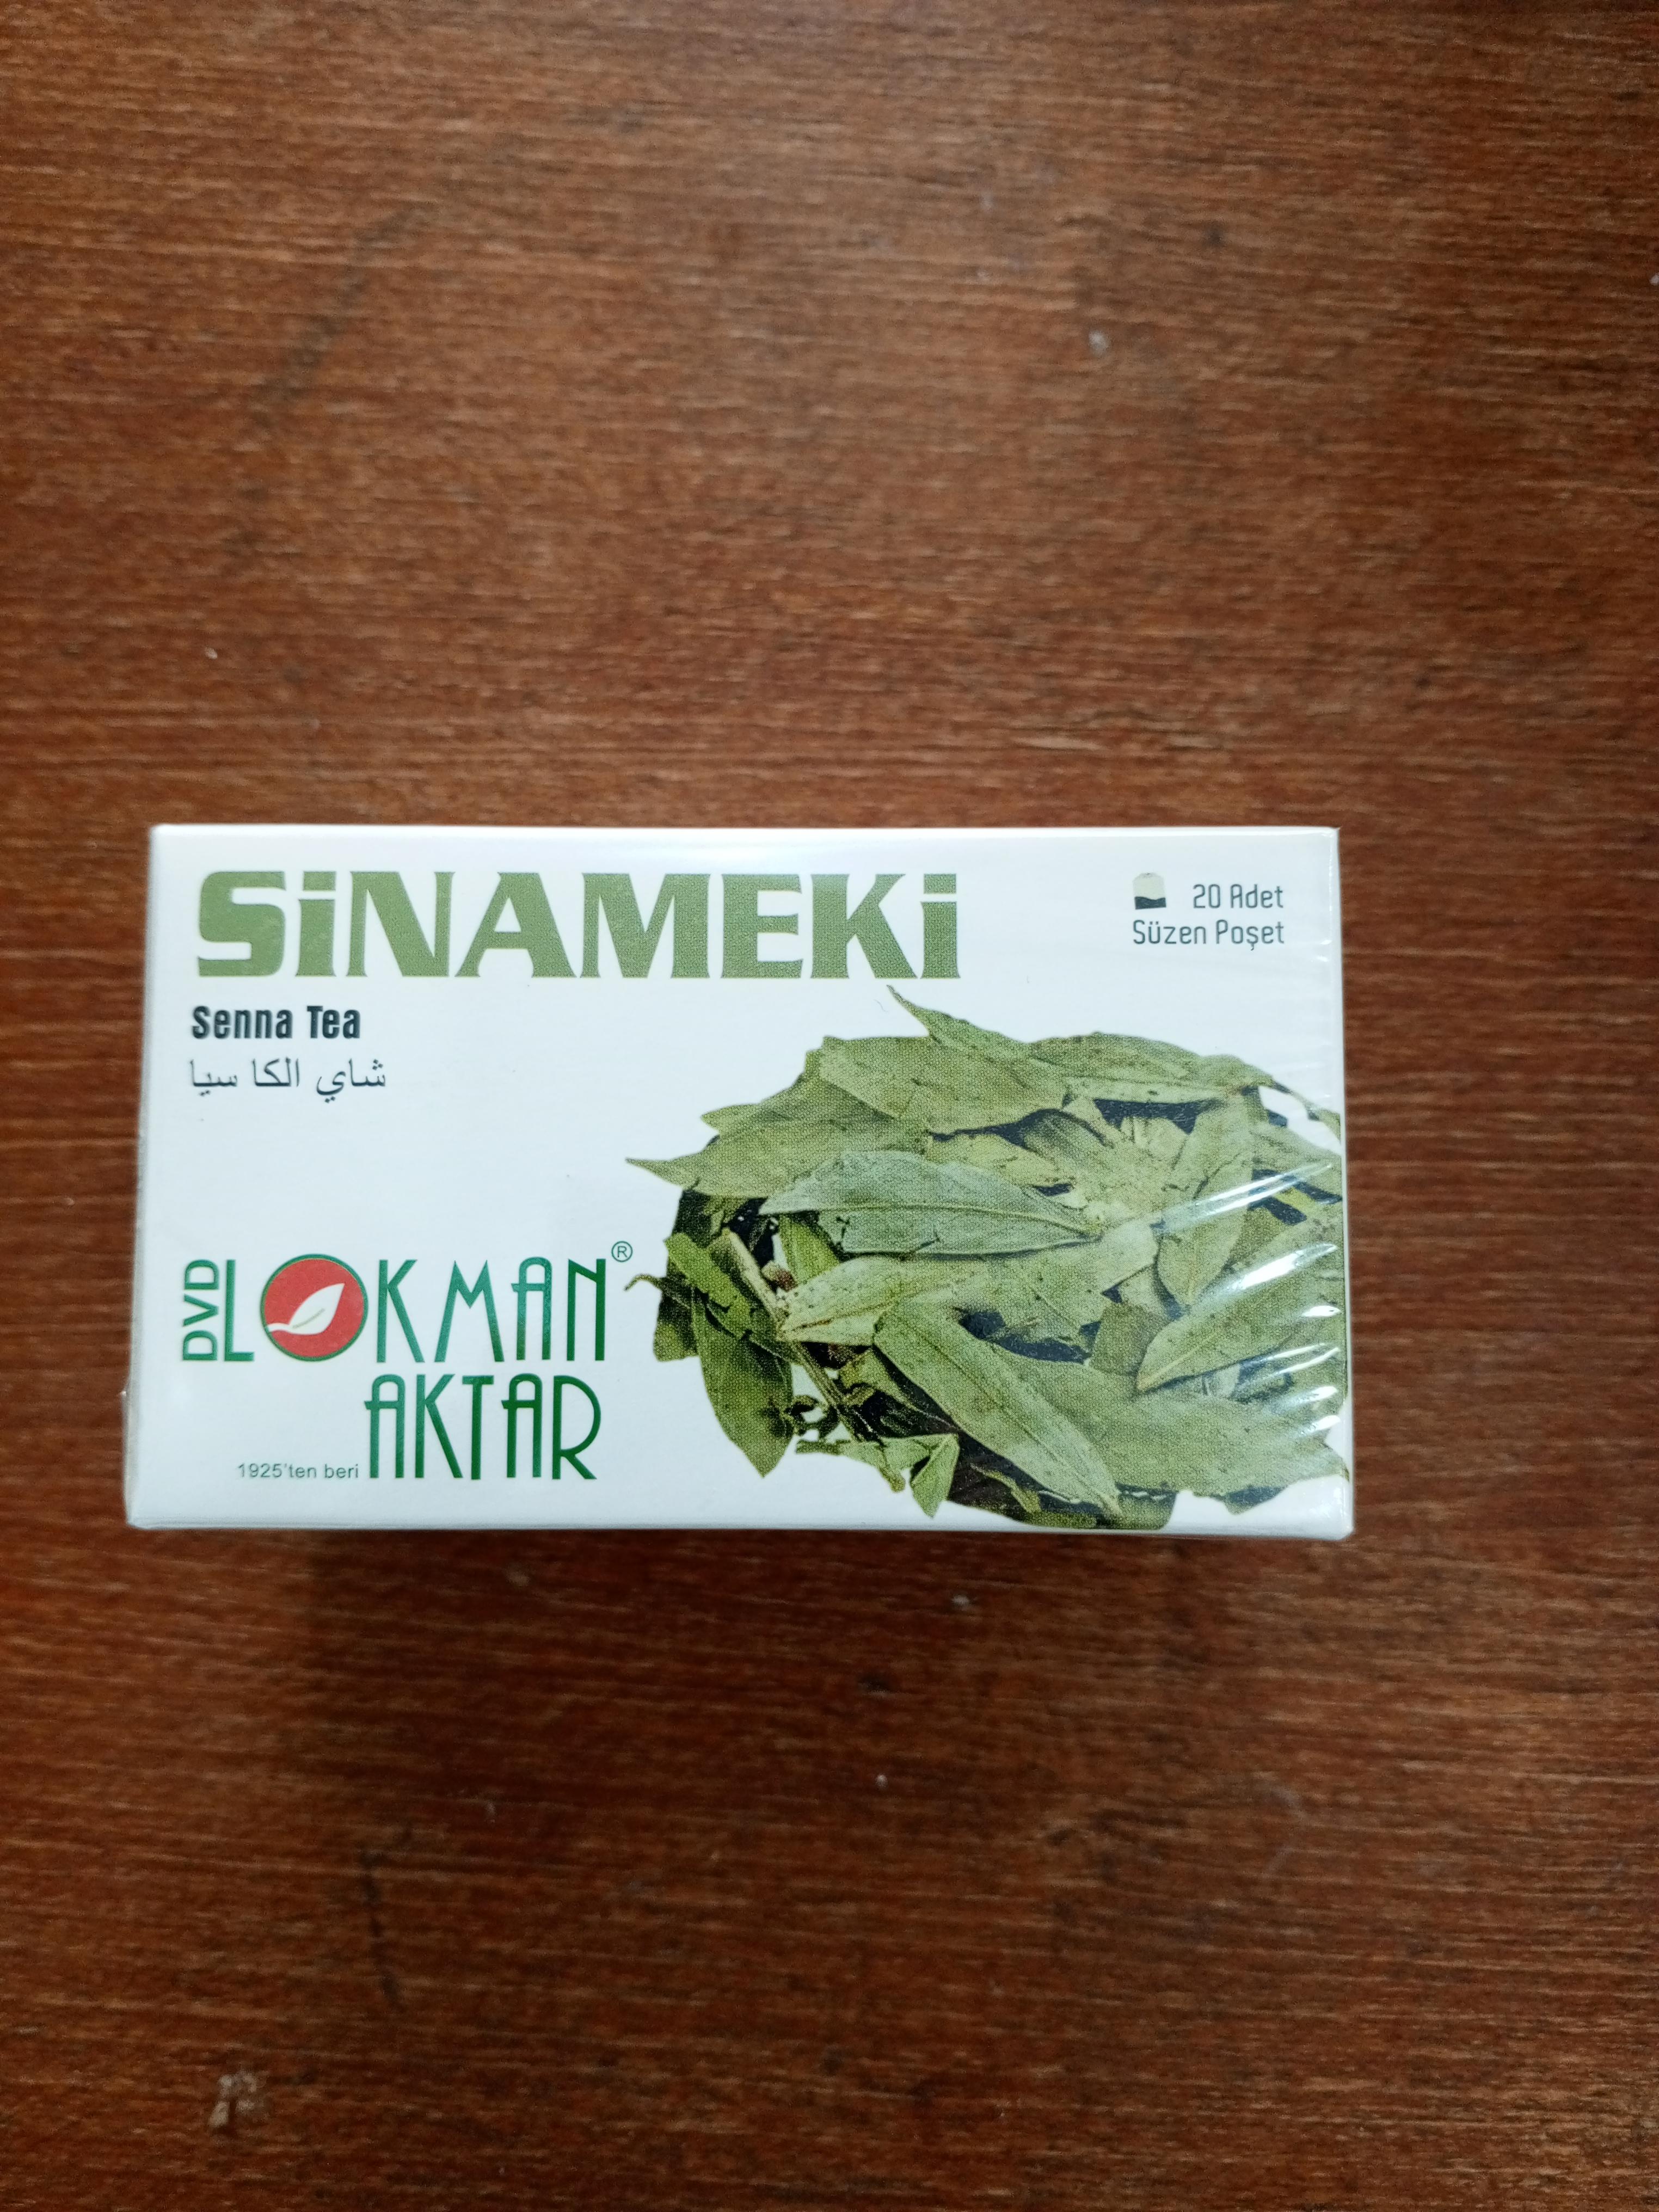 SiNAMEKi
20 Adet
Süzen Poşet
Senna Tea
شاي الكا سيا
DVD LOKMAN®
AKTAR
1925'ten beri